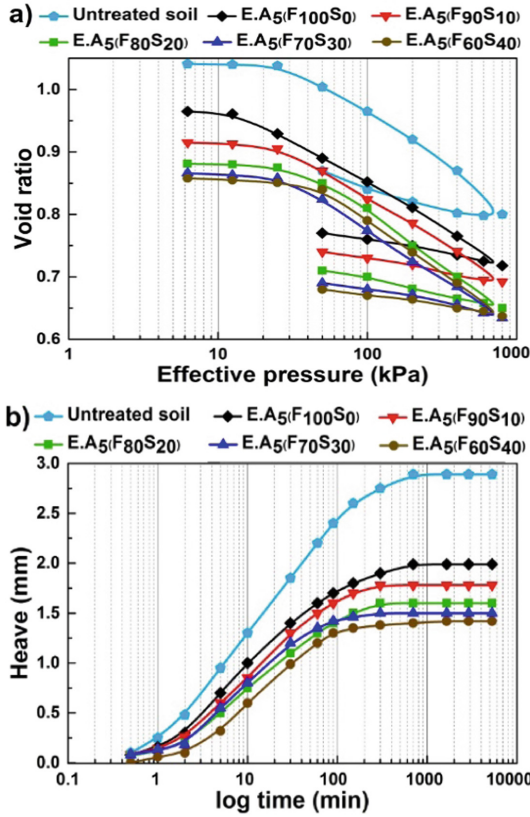 a) Untreated soil E.A5(F100S0) E.A5(F90S10)
E.A5(F80S20) E.A5(F70S30) E.A5(F60S40)
1.0
0.9
0.8
0.7
0.6
Void ratio
1 10 100 1000
Effective pressure (kPa)
b) Untreated soil E.A5(F100S0) E.A5(F90S10)
E.A5(F80S20) E.A5(F70S30) E.A5(F60S40)
3.0
2.5
2.0
1.5
1.0
0.5
0.0
Heave (mm)
0.1 1 10 100 1000 10000
log time (min)